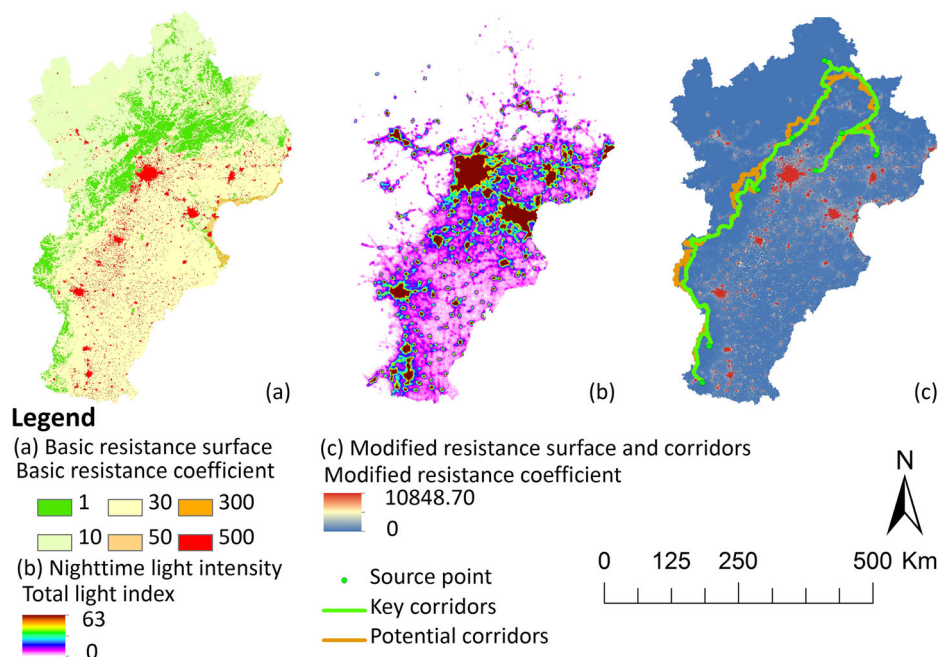 (a)
(b)
(c)
Legend
(a) Basic resistance surface
Basic resistance coefficient
1
30
300
10
50
500
(b) Nighttime light intensity
Total light index
63
0
(c) Modified resistance surface and corridors
Modified resistance coefficient
10848.70
0
Source point
Key corridors
Potential corridors
N
0 125 250 500 Km